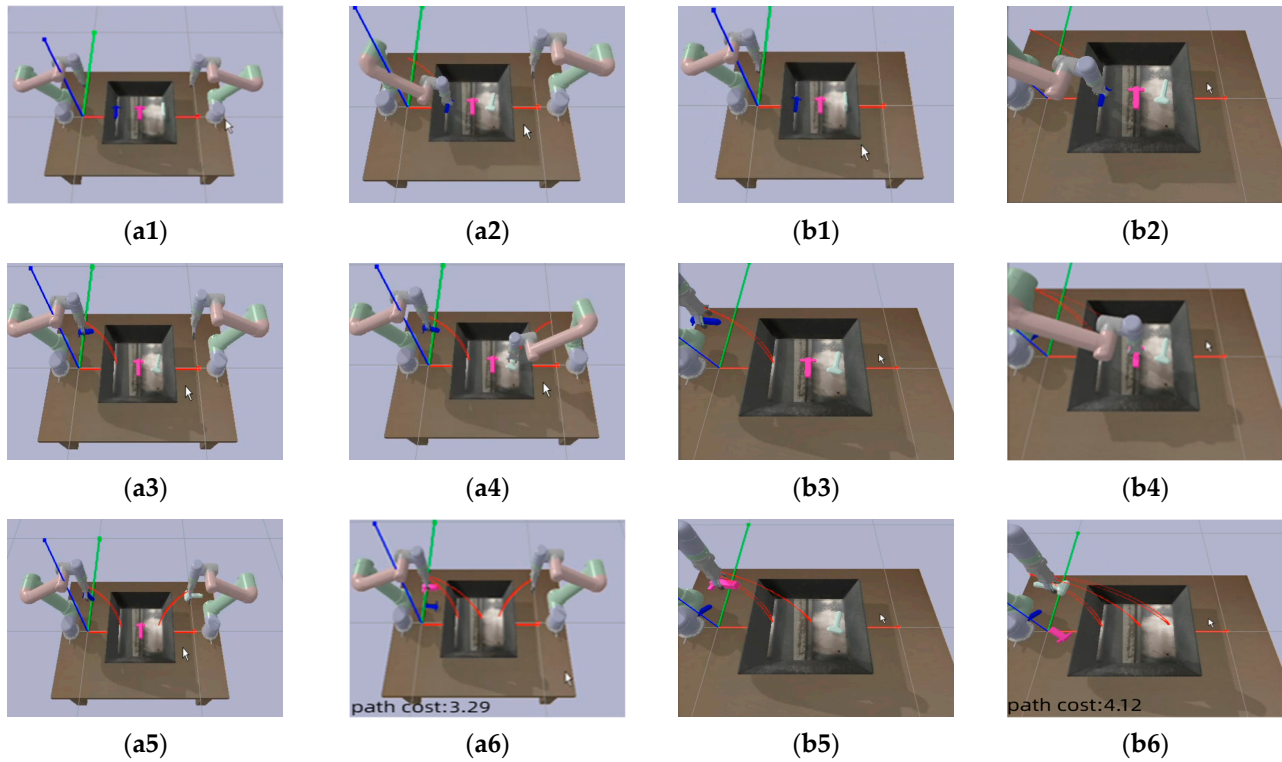 (a1) (a2) (b1) (b2)
(a3) (a4) (b3) (b4)
path cost:3.29 path cost:4.12
(a5) (a6) (b5) (b6)